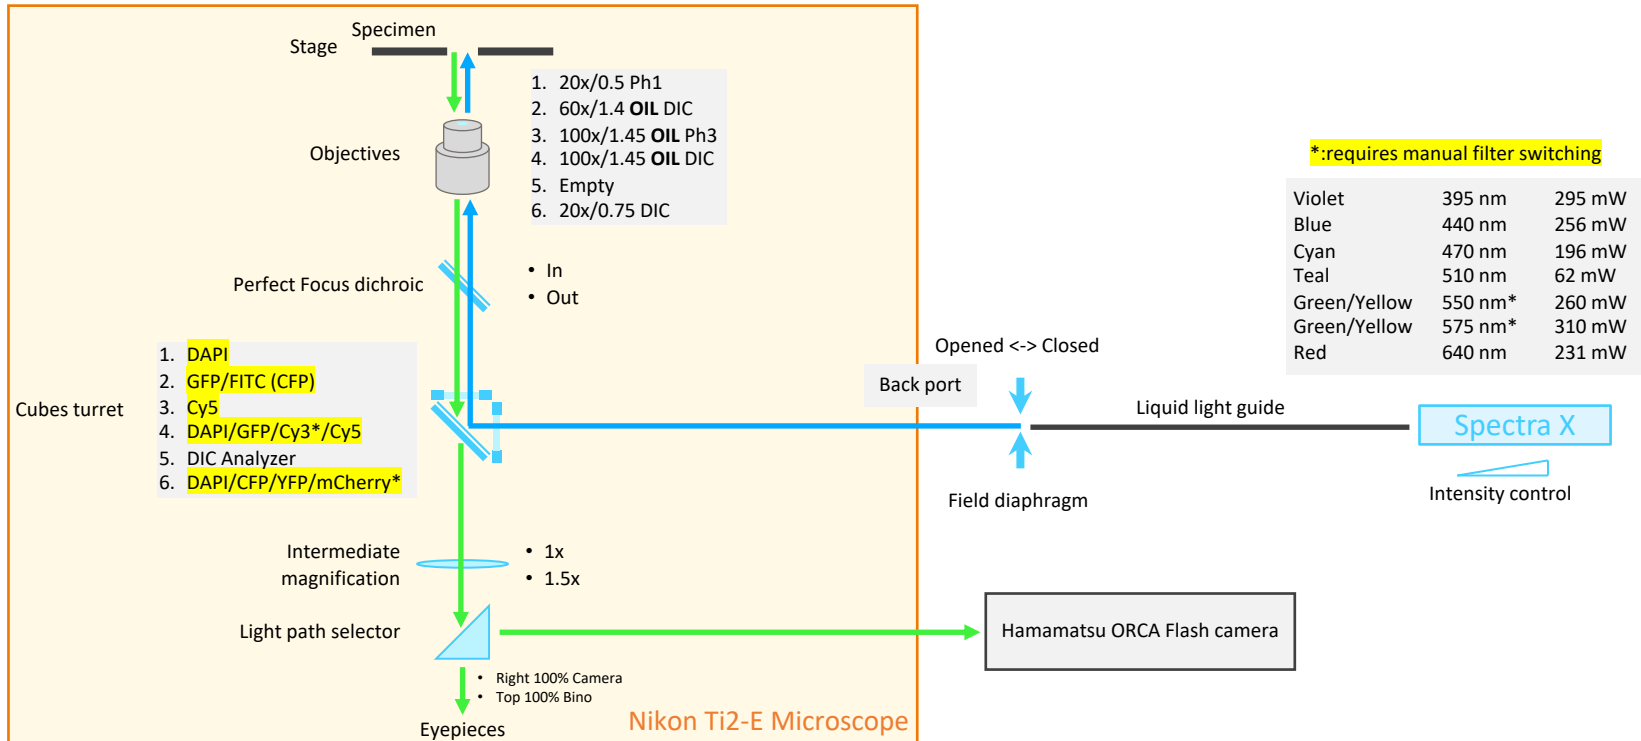 Specimen
Stage
Objectives
1. 20x/0.5 Ph1
2. 60x/1.4 OIL DIC
3. 100x/1.45 OIL Ph3
4. 100x/1.45 OIL DIC
5. Empty
6. 20x/0.75 DIC
*:requires manual filter switching
Violet 395 nm 295 mW
Blue 440 nm 256 mW
Cyan 470 nm 196 mW
Teal 510 nm 62 mW
Green/Yellow 550 nm* 260 mW
Green/Yellow 575 nm* 310 mW
Red 640 nm 231 mW
Perfect Focus dichroic
• In
• Out
Cubes turret
1. DAPI
2. GFP/FITC (CFP)
3. Cy5
4. DAPI/GFP/Cy3*/Cy5
5. DIC Analyzer
6. DAPI/CFP/YFP/mCherry*
Opened <-> Closed
Back port
Liquid light guide
Spectra X
Field diaphragm
Intensity control
Intermediate
magnification
• 1x
• 1.5x
Light path selector
Hamamatsu ORCA Flash camera
• Right 100% Camera
• Top 100% Bino
Eyepieces
Nikon Ti2-E Microscope